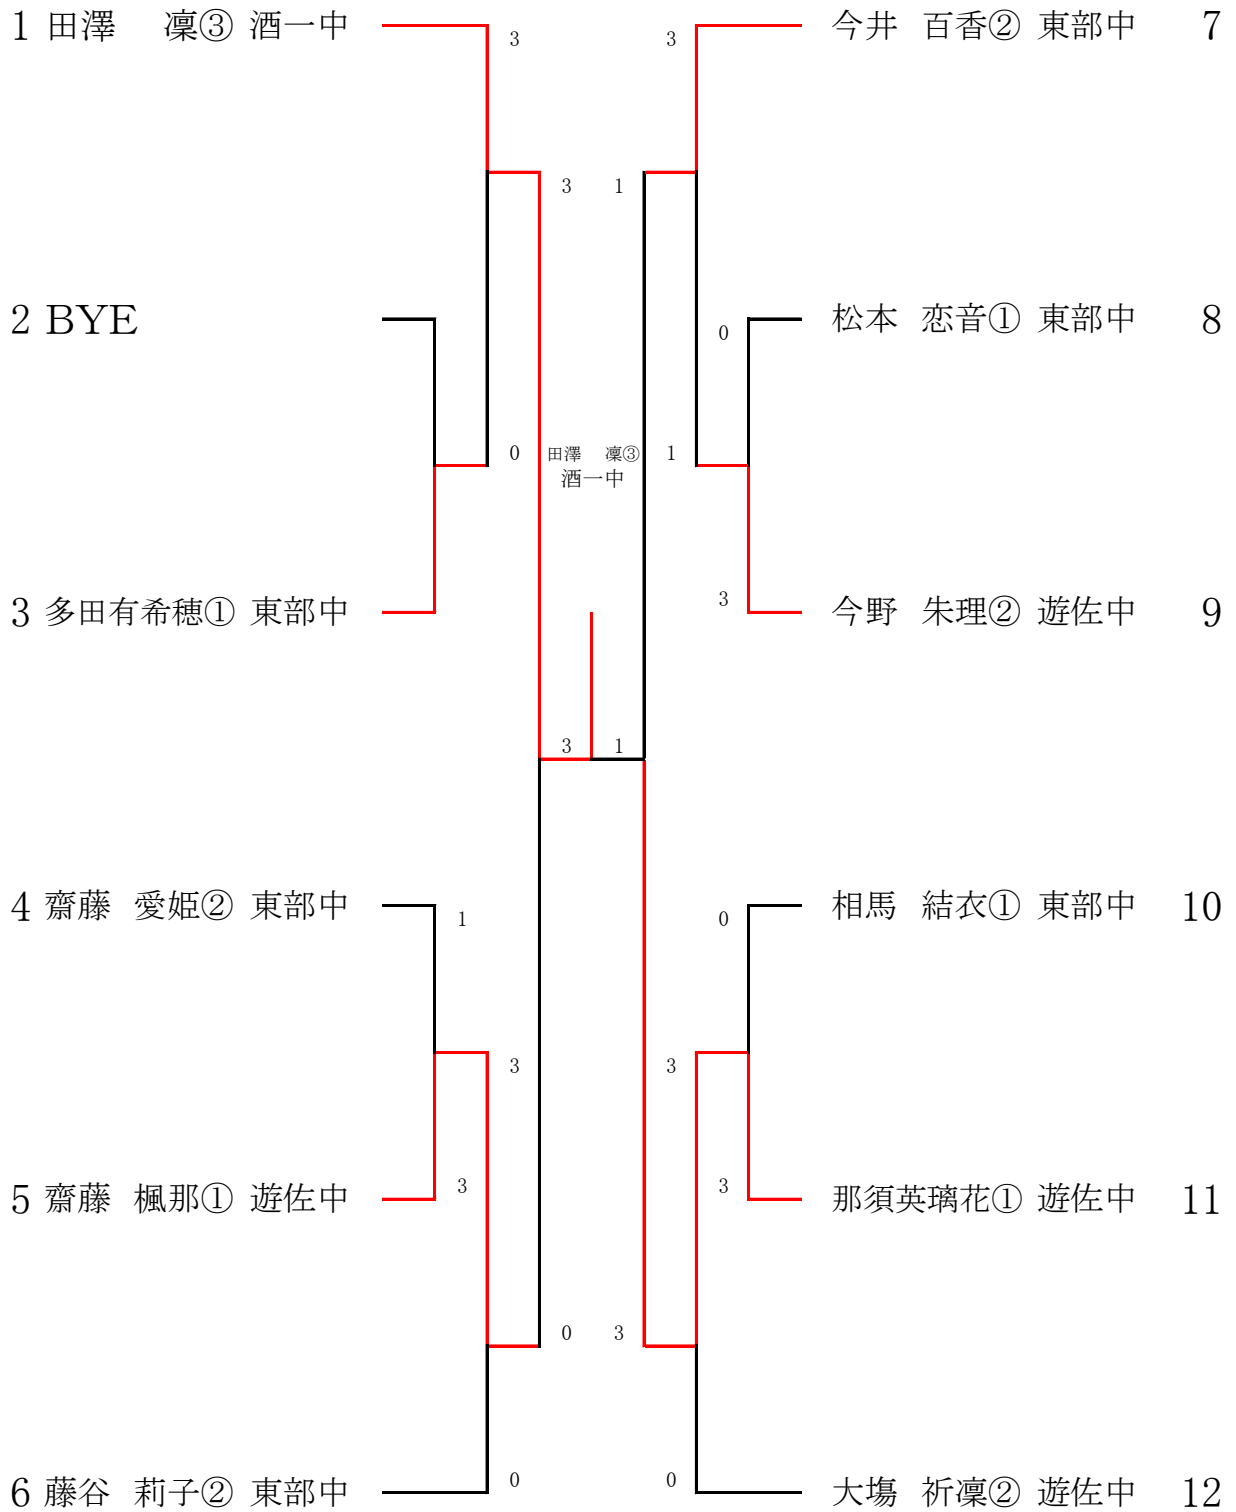 1 田澤　凜③ 酒一中
3
3
今井　百香② 東部中 7
3
1
2 BYE
0
松本　恋音① 東部中 8
0
田澤　凜③
酒一中
1
3 多田有希穂① 東部中
3
今野　朱理② 遊佐中 9
3
1
4 齋藤　愛姫② 東部中
1
0
相馬　結衣① 東部中 10
3
3
5 齋藤　楓那① 遊佐中
3
3
那須英璃花① 遊佐中 11
0
3
6 藤谷　莉子② 東部中
0
0
大塲　祈凜② 遊佐中 12